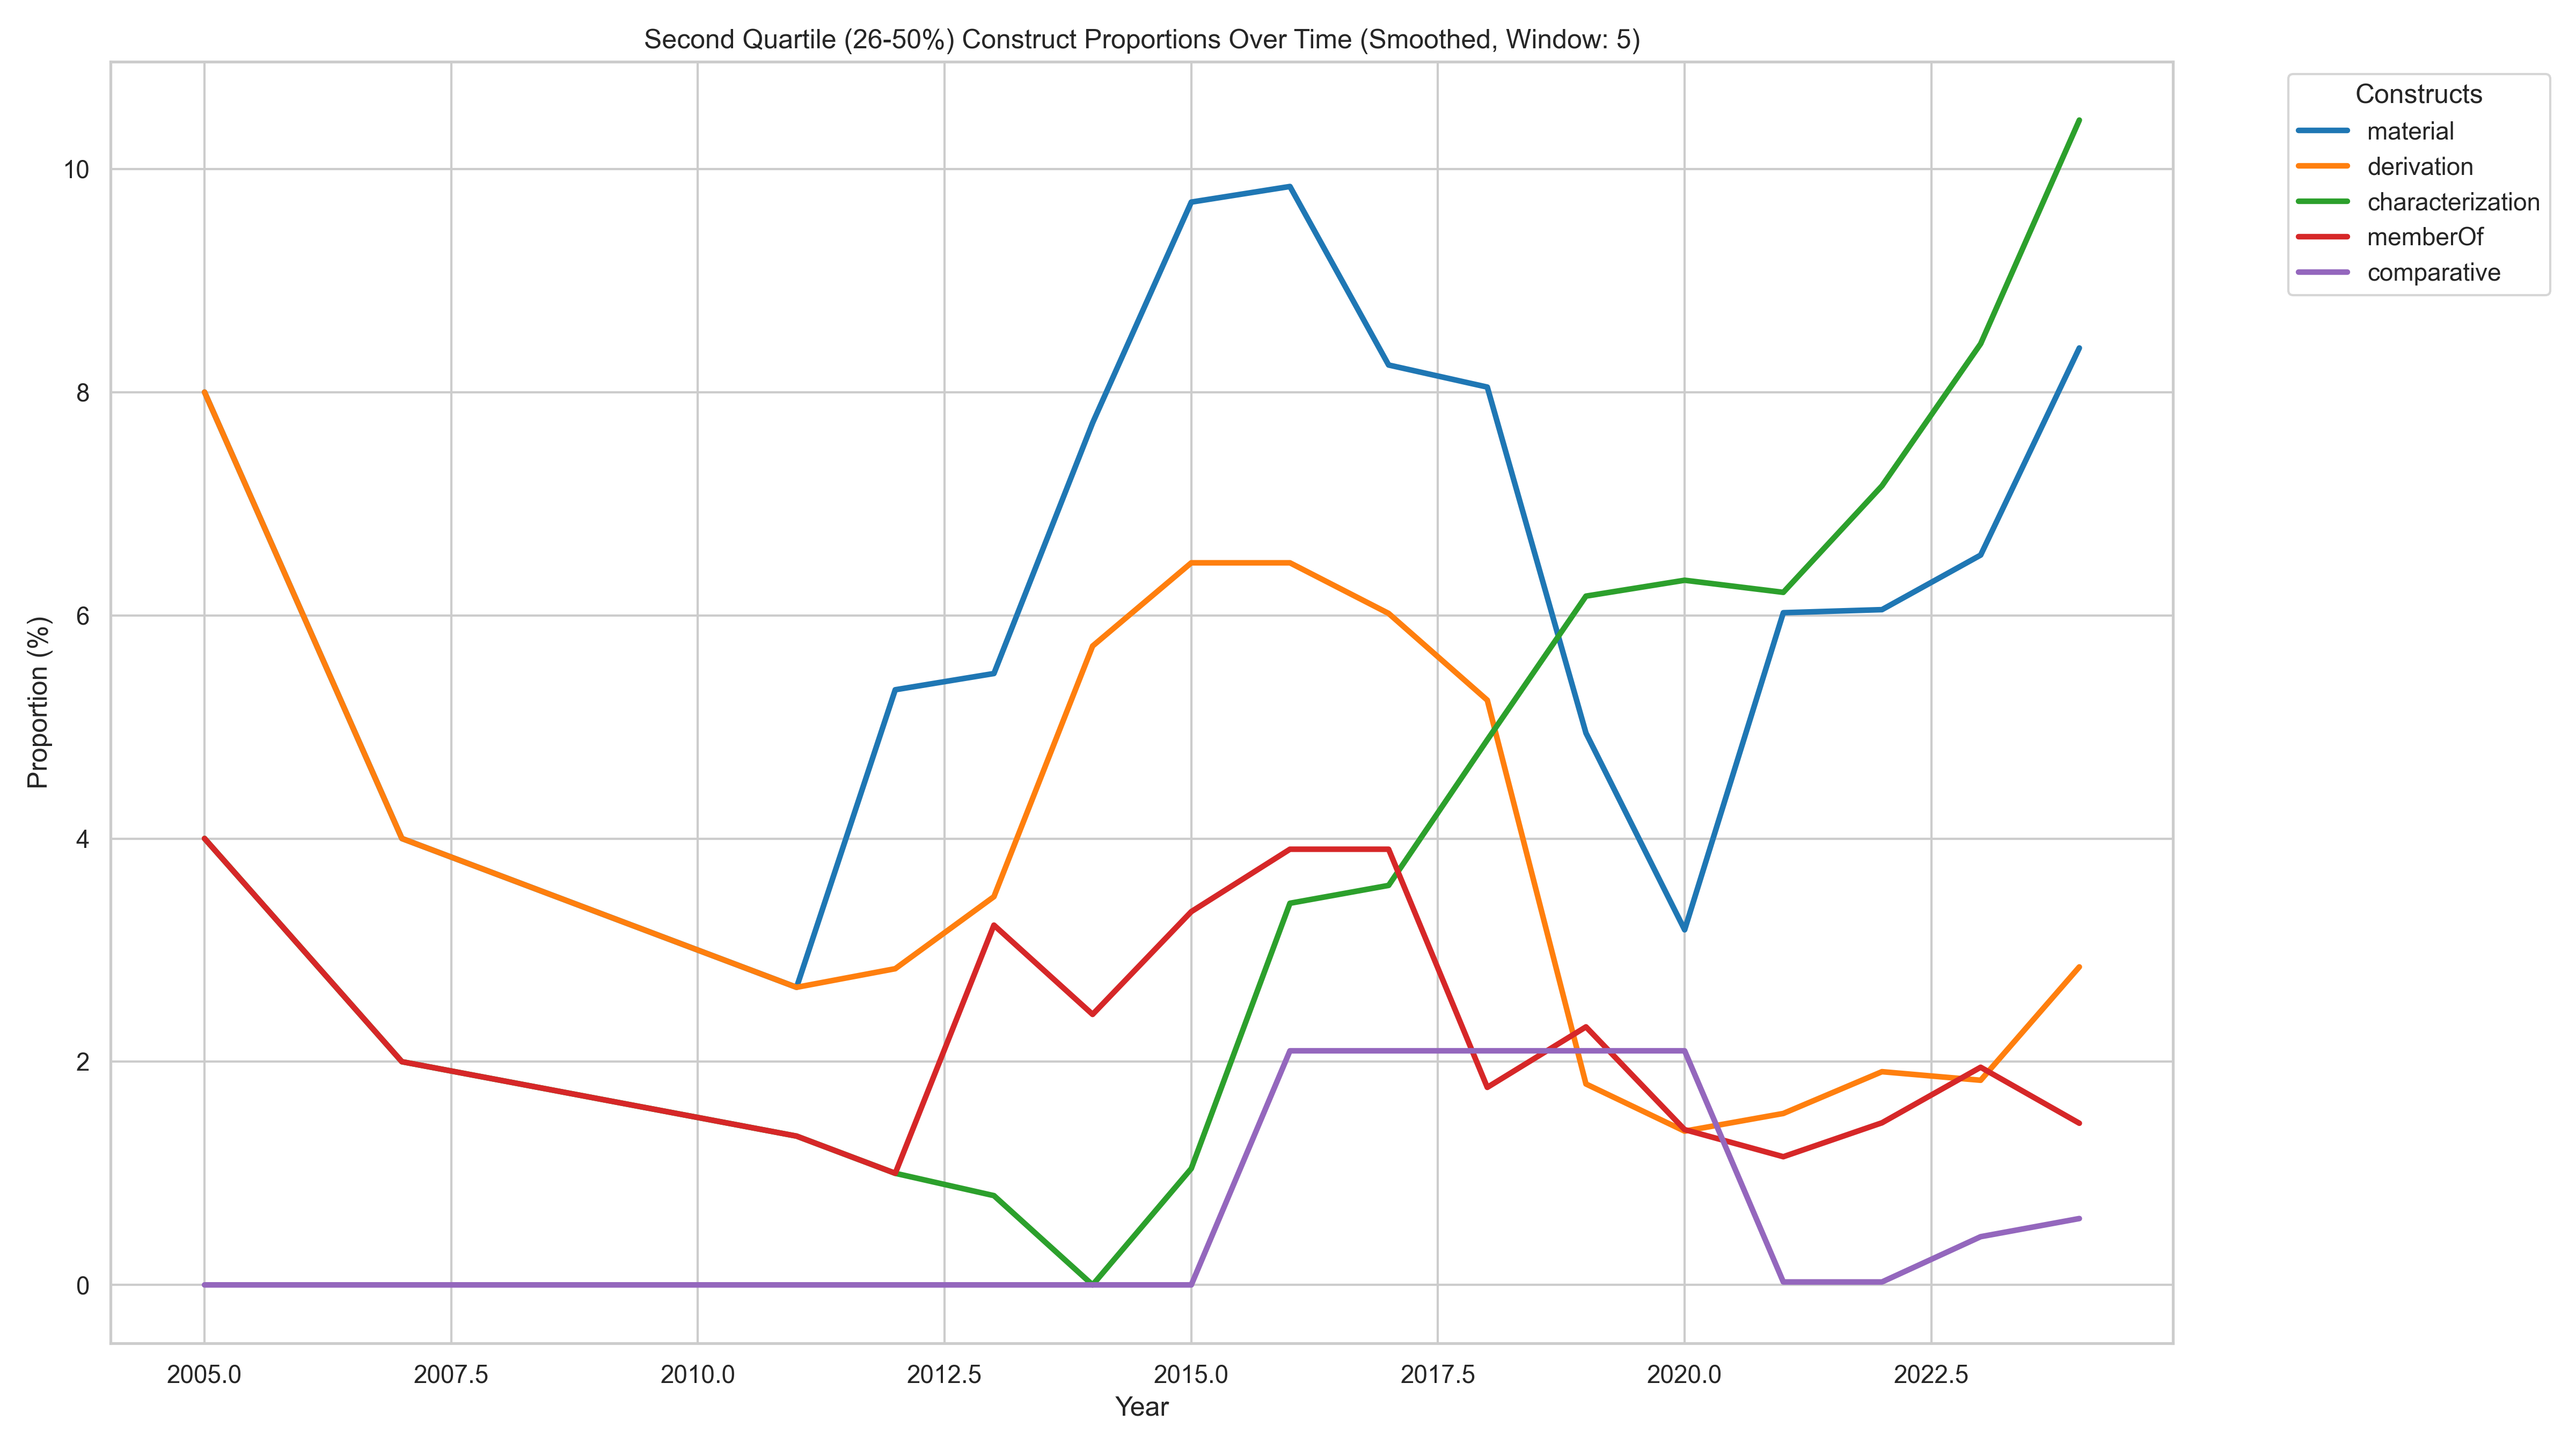 Second Quartile (26-50%) Construct Proportions Over Time (Smoothed, Window: 5)
Constructs
material
derivation
characterization
memberOf
comparative
Proportion (%)
10
8
6
4
2
0
2005.0 2007.5 2010.0 2012.5 2015.0 2017.5 2020.0 2022.5
Year